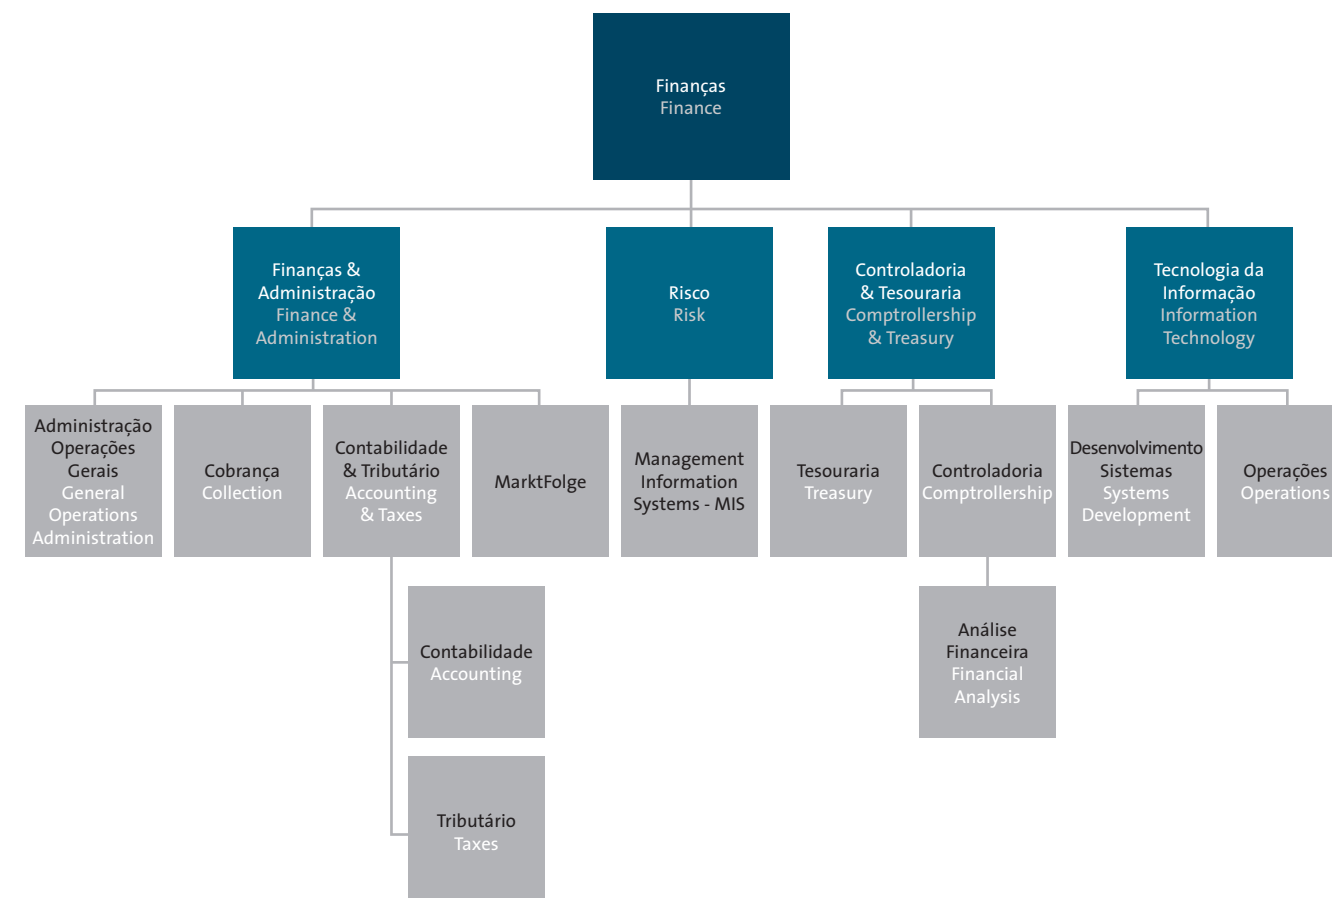 Finanças
Finance
Finanças &
Administração
Finance &
Administration
Risco
Risk
Controladoria
& Tesouraria
Comptrollership
& Treasury
Tecnologia da
Informação
Information
Technology
Administração
Operações
Gerais
General
Operations
Administration
Cobrança
Collection
Contabilidade
& Tributário
Accounting
& Taxes
MarktFolge
Management
Information
Systems - MIS
Tesouraria
Treasury
Controladoria
Comptrollership
Desenvolvimento
Sistemas
Systems
Development
Operações
Operations
Contabilidade
Accounting
Análise
Financeira
Financial
Analysis
Tributário
Taxes